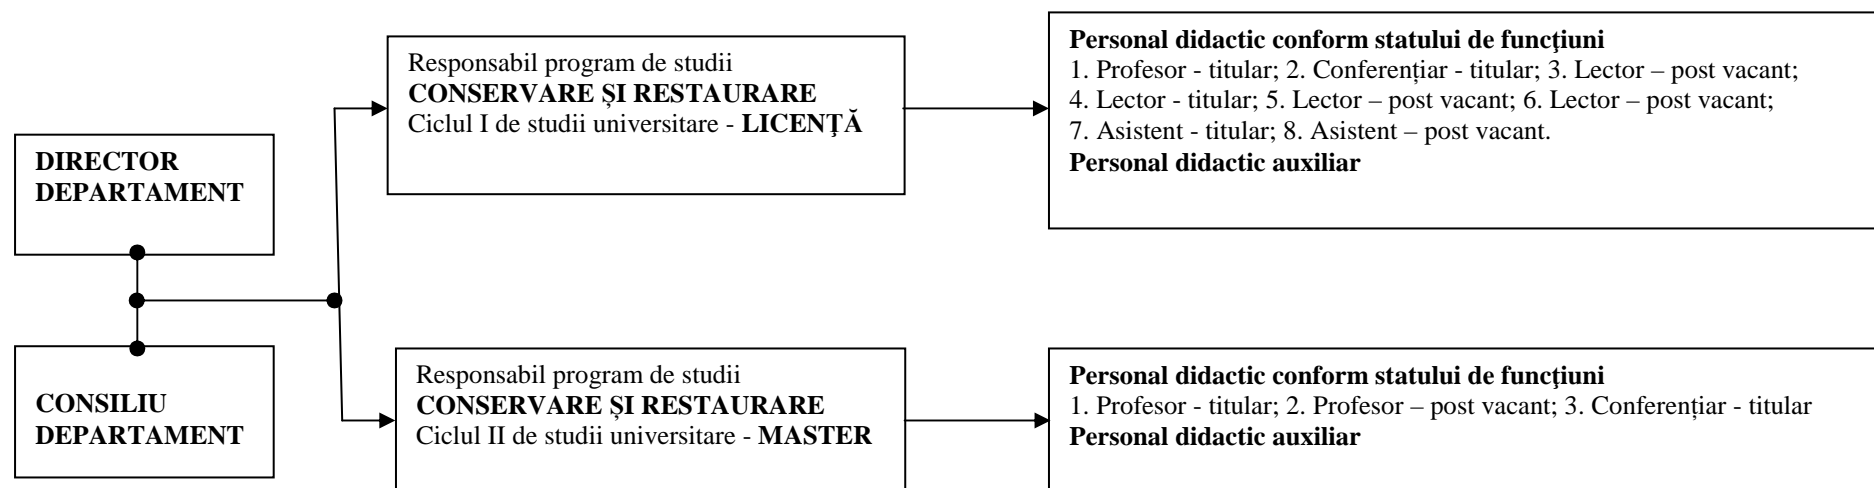 DIRECTOR
DEPARTAMENT
CONSILIU
DEPARTAMENT
Responsabil program de studii
CONSERVARE ȘI RESTAURARE
Ciclul I de studii universitare - LICENŢĂ
Personal didactic conform statului de funcţiuni
1. Profesor - titular; 2. Conferențiar - titular; 3. Lector – post vacant;
4. Lector - titular; 5. Lector – post vacant; 6. Lector – post vacant;
7. Asistent - titular; 8. Asistent – post vacant.
Personal didactic auxiliar
Responsabil program de studii
CONSERVARE ȘI RESTAURARE
Ciclul II de studii universitare - MASTER
Personal didactic conform statului de funcţiuni
1. Profesor - titular; 2. Profesor – post vacant; 3. Conferențiar - titular
Personal didactic auxiliar